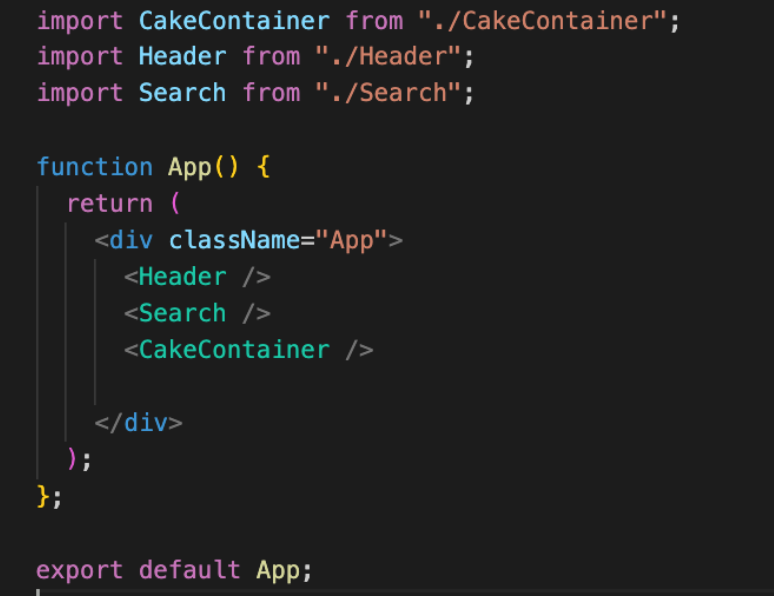 import CakeContainer from "./CakeContainer";
import Header from "./Header";
import Search from "./Search";
function App() {
return (
<div className="App">
<Header />
<Search />
<CakeContainer />
</div>
);
};
export default App;